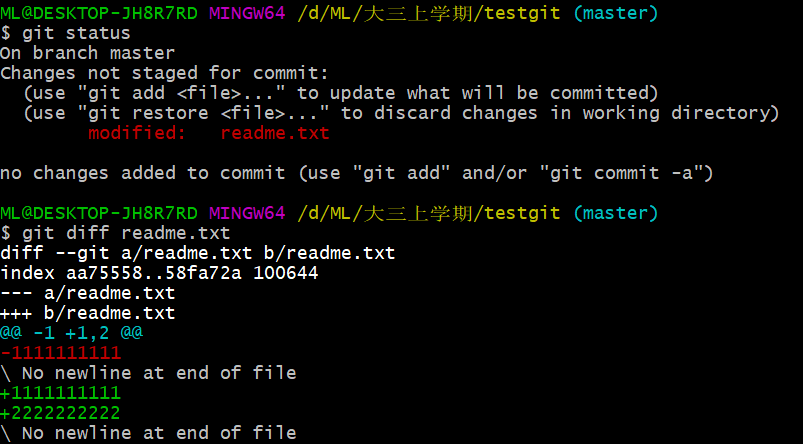 ML@DESKTOP-JH8R7RD MINGW64 /d/ML/大三上学期/testgit (master)
$ git status
On branch master
Changes not staged for commit:
  (use "git add <file>..." to update what will be committed)
  (use "git restore <file>..." to discard changes in working directory)
        modified:   readme.txt

no changes added to commit (use "git add" and/or "git commit -a")

ML@DESKTOP-JH8R7RD MINGW64 /d/ML/大三上学期/testgit (master)
$ git diff readme.txt
diff --git a/readme.txt b/readme.txt
index aa75558..58fa72a 100644
--- a/readme.txt
+++ b/readme.txt
@@ -1 +1,2 @@
-1111111111
\ No newline at end of file
+1111111111
+2222222222
\ No newline at end of file